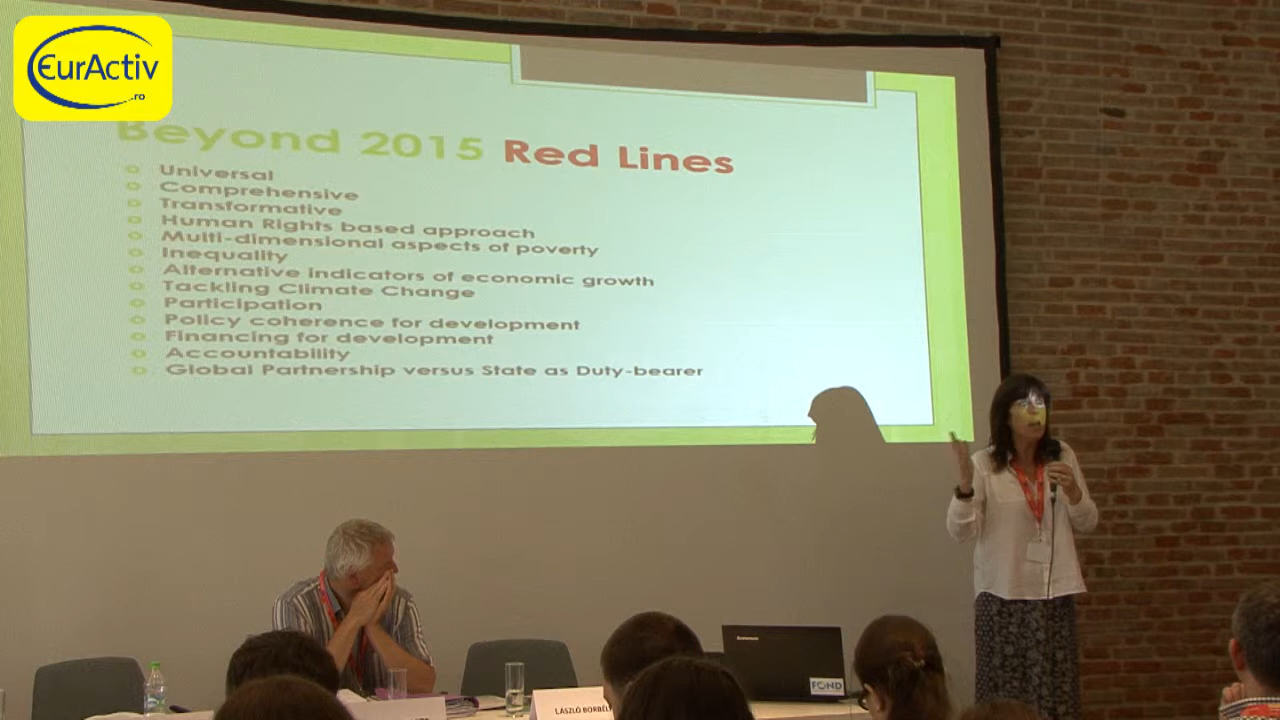 EurActiv
.ro
Beyond 2015 Red Lines
Universal
Comprehensive
Transformative
Human Rights based approach
Multi-dimensional aspects of poverty
Inequality
Alternative indicators of economic growth
Tackling Climate Change
Participation
Policy coherence for development
Financing for development
Accountability
Global Partnership versus State as Duty-bearer
Lenovo
FOND
LÁSZLÓ BORBÉL